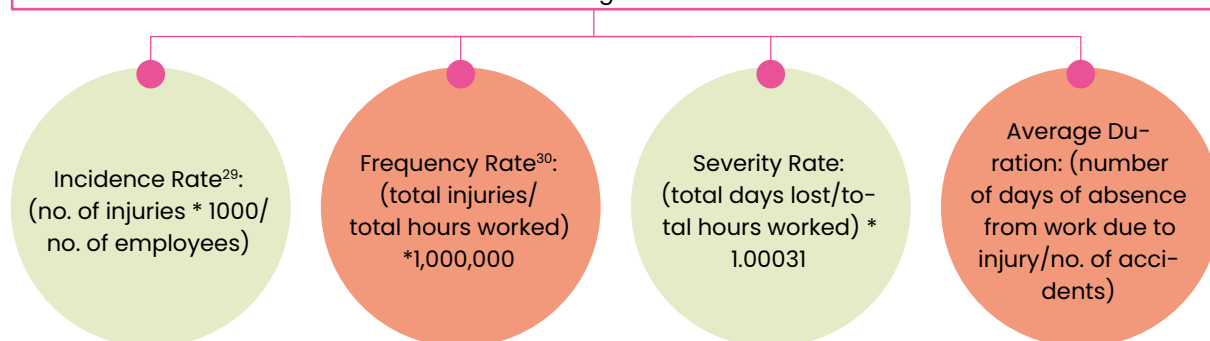 Incidence Rate29:
(no. of injuries * 1000/
no. of employees)
Frequency Rate30:
(total injuries/
total hours worked)
*1,000,000
Severity Rate:
(total days lost/to-
tal hours worked) *
1.00031
Average Du-
ration: (number
of days of absence
from work due to
injury/no. of acci-
dents)